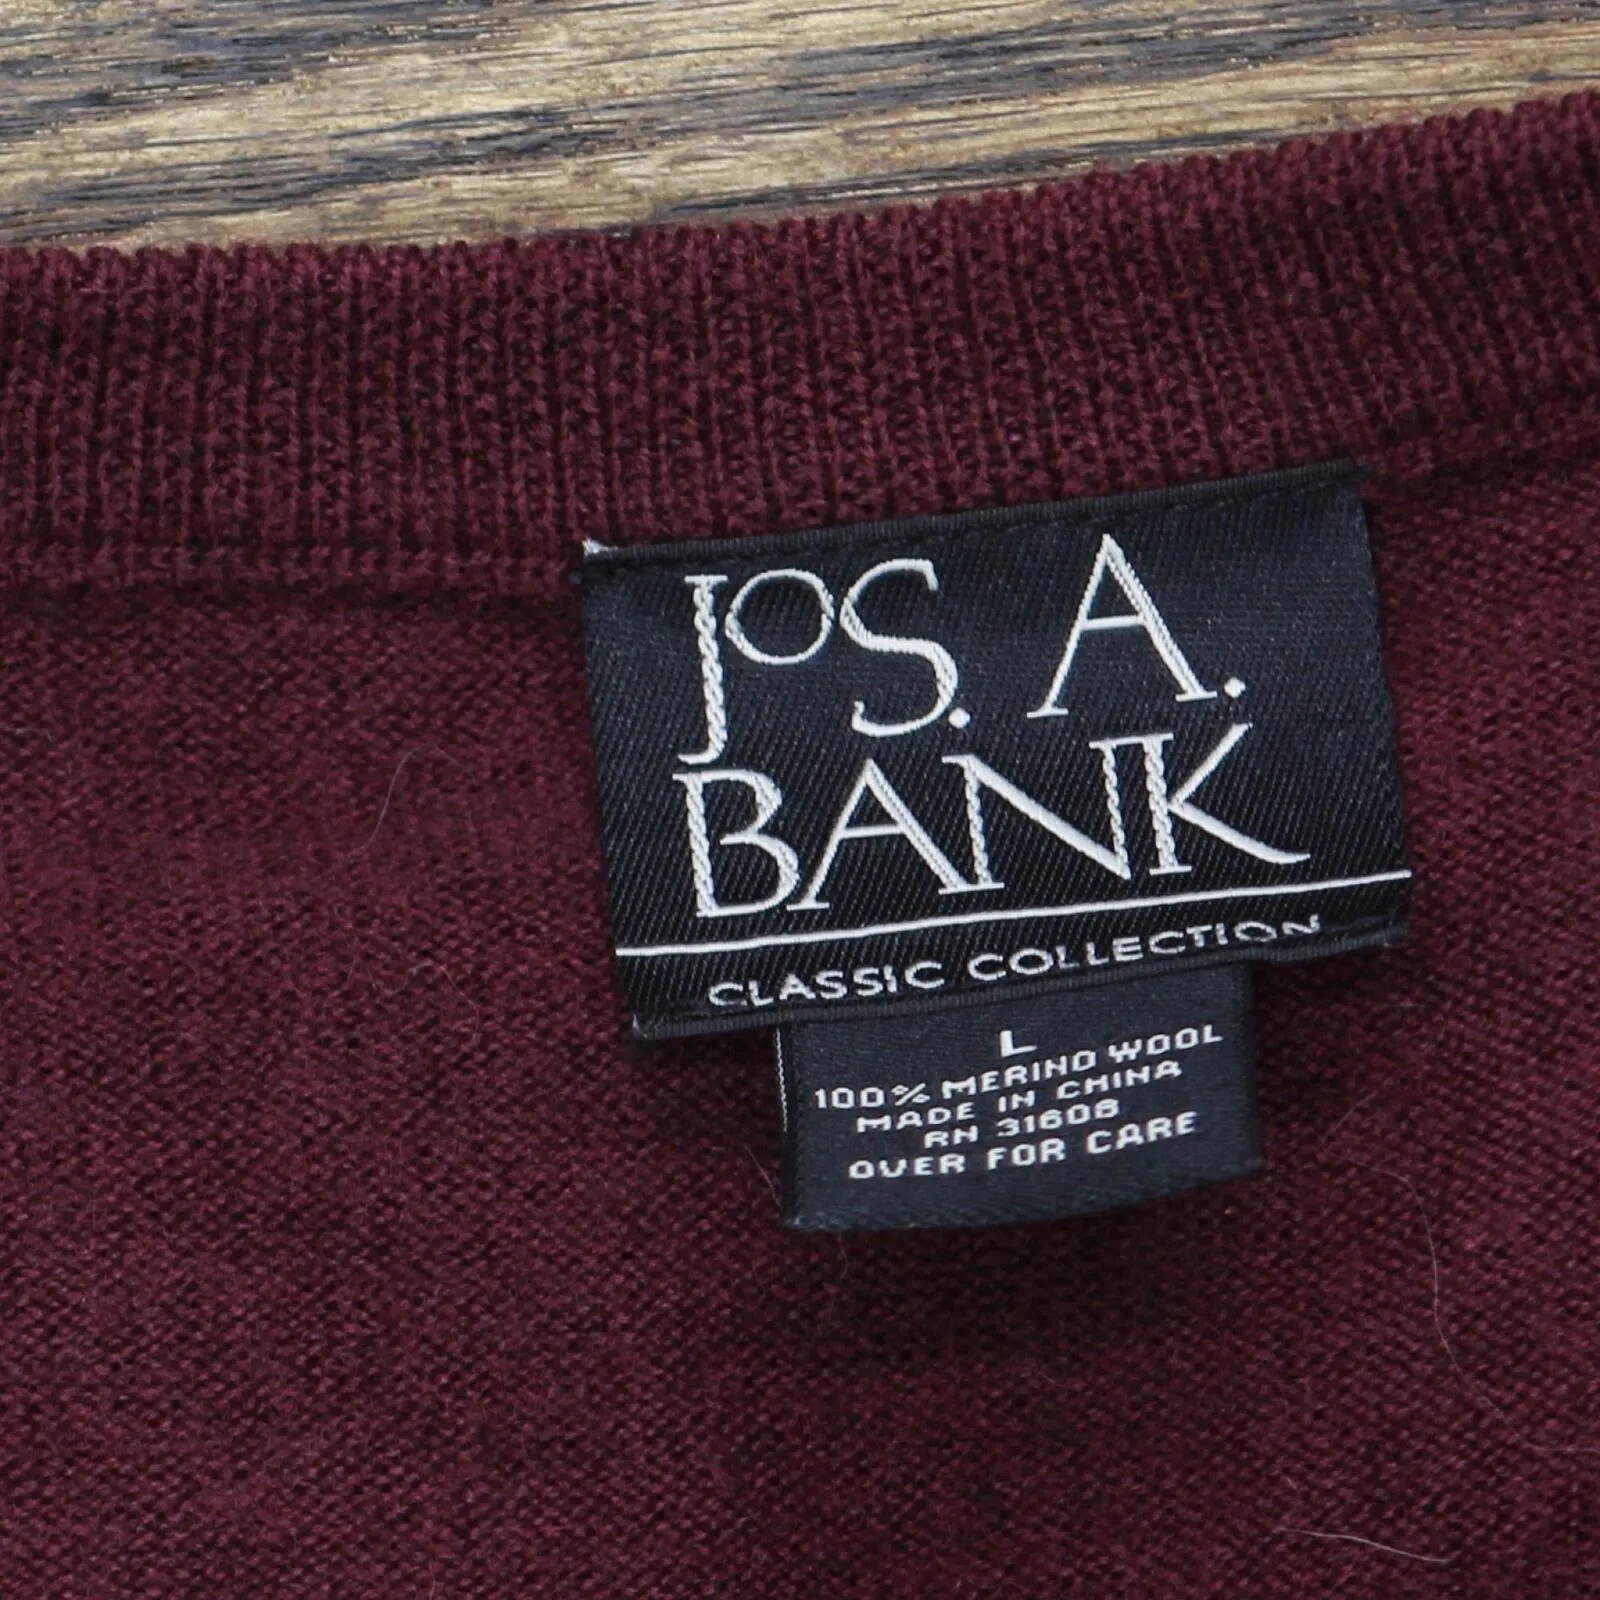 JOS. A.
BANK
CLASSIC COLLECTION
L
100% MERINO WOOL
MADE IN CHINA
RN 31608
OVER FOR CARE